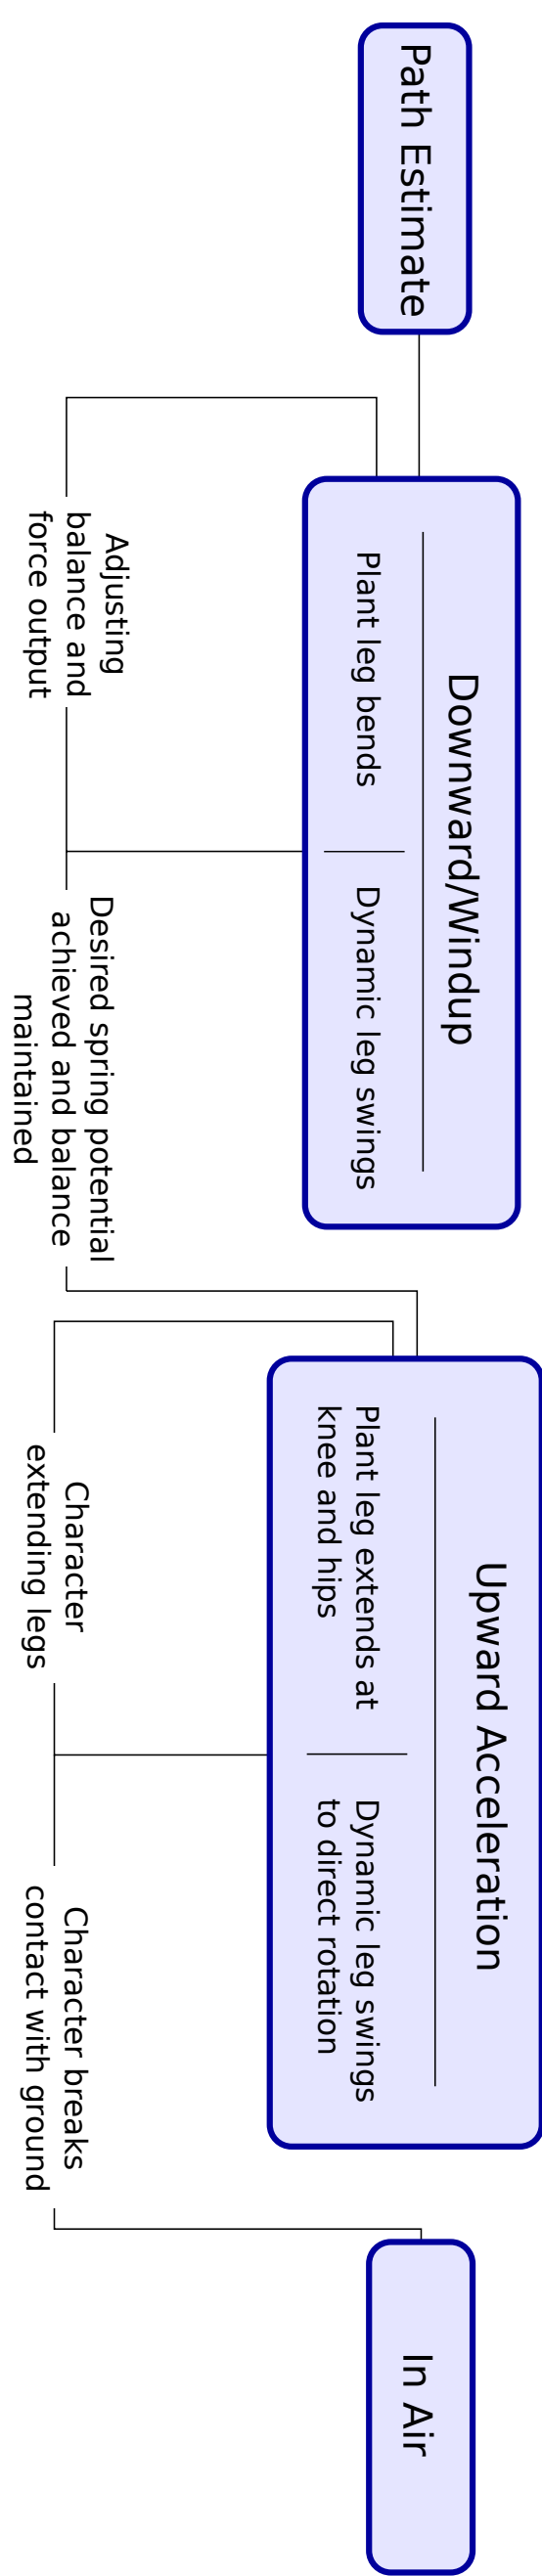 Path Estimate
Downward/Windup
Plant leg bends
Dynamic leg swings
Adjusting
balance and
force output
Desired spring potential
achieved and balance
maintained
Upward Acceleration
Plant leg extends at
knee and hips
Dynamic leg swings
to direct rotation
Character
extending legs
Character breaks
contact with ground
In Air